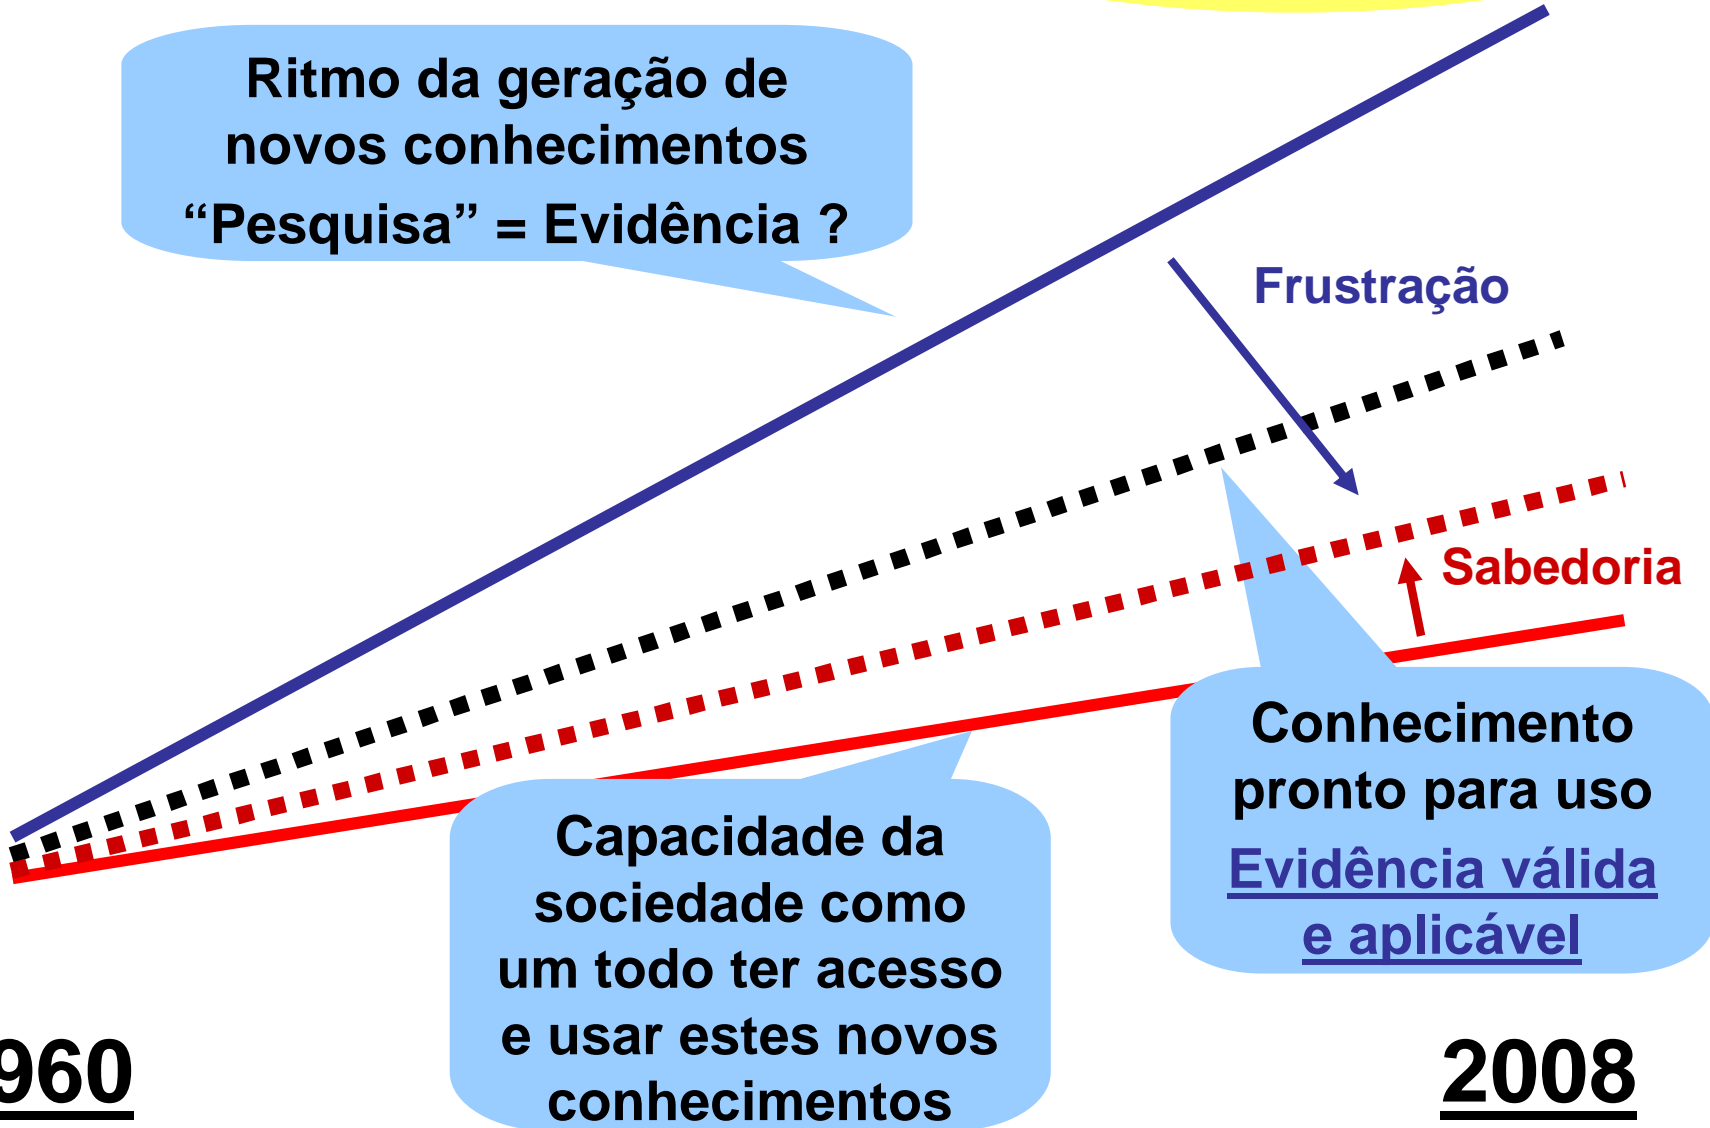 Ritmo da geração de
novos conhecimentos
“Pesquisa” = Evidência ?
Frustração
Sabedoria
Conhecimento
pronto para uso
Evidência válida
e aplicável
Capacidade da
sociedade como
um todo ter acesso
e usar estes novos
conhecimentos
960
2008